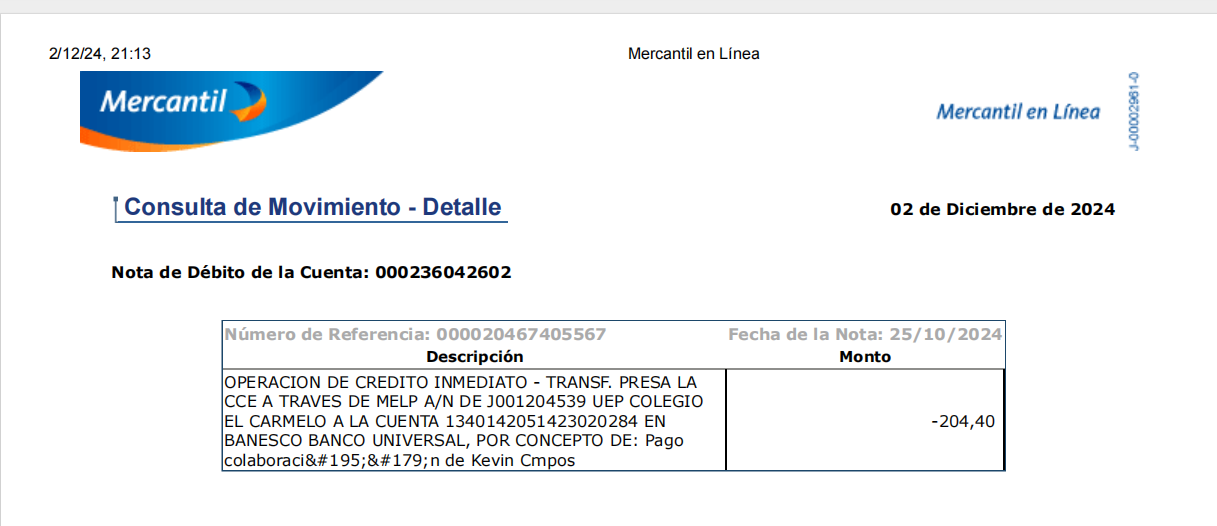 2/12/24, 21:13 Mercantil en Línea
Mercantil
Mercantil en Línea
J-00002961-0
Consulta de Movimiento - Detalle
02 de Diciembre de 2024
Nota de Débito de la Cuenta: 000236042602
Número de Referencia: 000020467405567 Fecha de la Nota: 25/10/2024
Descripción Monto
OPERACION DE CREDITO INMEDIATO - TRANSF. PRESA LA
CCE A TRAVES DE MELP A/N DE J001204539 UEP COLEGIO
EL CARMELO A LA CUENTA 1340142051423020284 EN
BANESCO BANCO UNIVERSAL, POR CONCEPTO DE: Pago
colaboraci&#195;&#179;n de Kevin Cmpos
-204,40